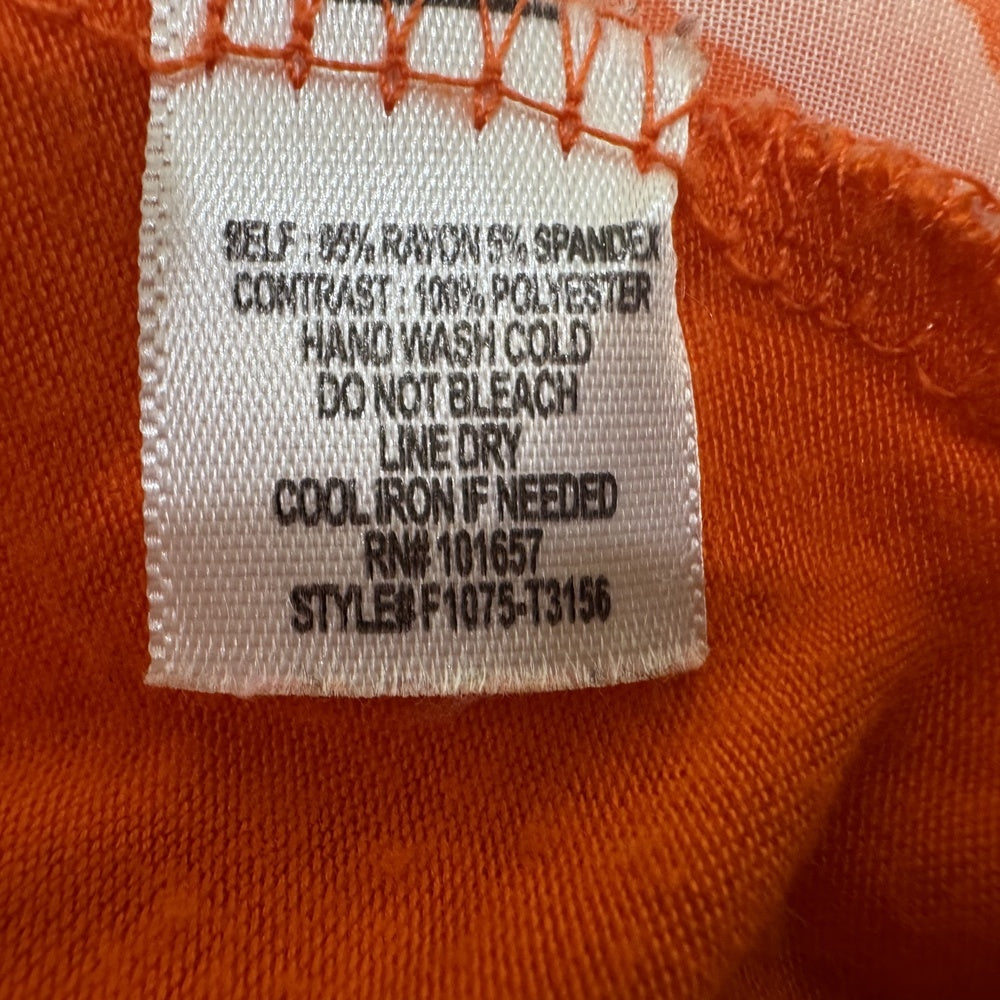 SELF : 95% RAYON 5% SPANDEX
CONTRAST : 100% POLYESTER
HAND WASH COLD
DO NOT BLEACH
LINE DRY
COOL IRON IF NEEDED
RN# 101657
STYLE# F1075-T3156